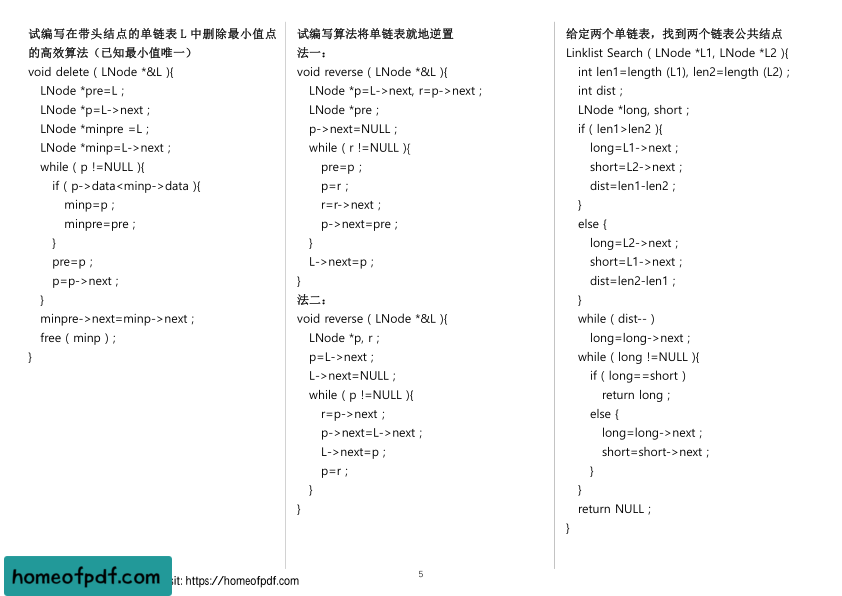 试编写在带头结点的单链表 L 中删除最小值点
的高效算法（已知最小值唯一）
void delete ( LNode *&L ){
LNode *pre=L ;
LNode *p=L->next ;
LNode *minpre =L ;
LNode *minp=L->next ;
while ( p !=NULL ){
if ( p->data<minp->data ){
minp=p ;
minpre=pre ;
}
pre=p ;
p=p->next ;
}
minpre->next=minp->next ;
free ( minp ) ;
}
试编写算法将单链表就地逆置
法一：
void reverse ( LNode *&L ){
LNode *p=L->next, r=p->next ;
LNode *pre ;
p->next=NULL ;
while ( r !=NULL ){
pre=p ;
p=r ;
r=r->next ;
p->next=pre ;
}
L->next=p ;
}
法二：
void reverse ( LNode *&L ){
LNode *p, r ;
p=L->next ;
L->next=NULL ;
while ( p !=NULL ){
r=p->next ;
p->next=L->next ;
L->next=p ;
p=r ;
}
}
给定两个单链表，找到两个链表公共结点
Linklist Search ( LNode *L1, LNode *L2 ){
int len1=length (L1), len2=length (L2) ;
int dist ;
LNode *long, short ;
if ( len1>len2 ){
long=L1->next ;
short=L2->next ;
dist=len1-len2 ;
}
else {
long=L2->next ;
short=L1->next ;
dist=len2-len1 ;
}
while ( dist-- )
long=long->next ;
while ( long !=NULL ){
if ( long==short )
return long ;
else {
long=long->next ;
short=short->next ;
}
}
return NULL ;
}
5
homeofpdf.com
sit: https://homeofpdf.com